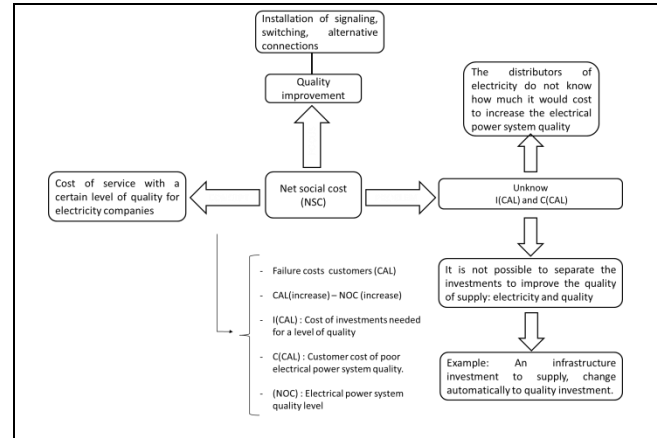 Installation of signaling,
switching, alternative
connections
Quality
improvement
The distributors of
electricity do not know
how much it would cost
to increase the electrical
power system quality
Cost of service with a
certain level of quality for
electricity companies
Net social cost
(NSC)
Unknow
I(CAL) and C(CAL)
- Failure costs customers (CAL)
- CAL(increase) – NOC (increase)
- I(CAL) : Cost of investments needed
for a level of quality
- C(CAL) : Customer cost of poor
electrical power system quality.
- (NOC) : Electrical power system
quality level
It is not possible to separate the
investments to improve the quality
of supply: electricity and quality
Example: An infrastructure
investment to supply, change
automatically to quality investment.